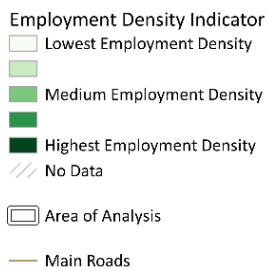 Employment Density Indicator
Lowest Employment Density
Medium Employment Density
Highest Employment Density
No Data
Area of Analysis
Main Roads